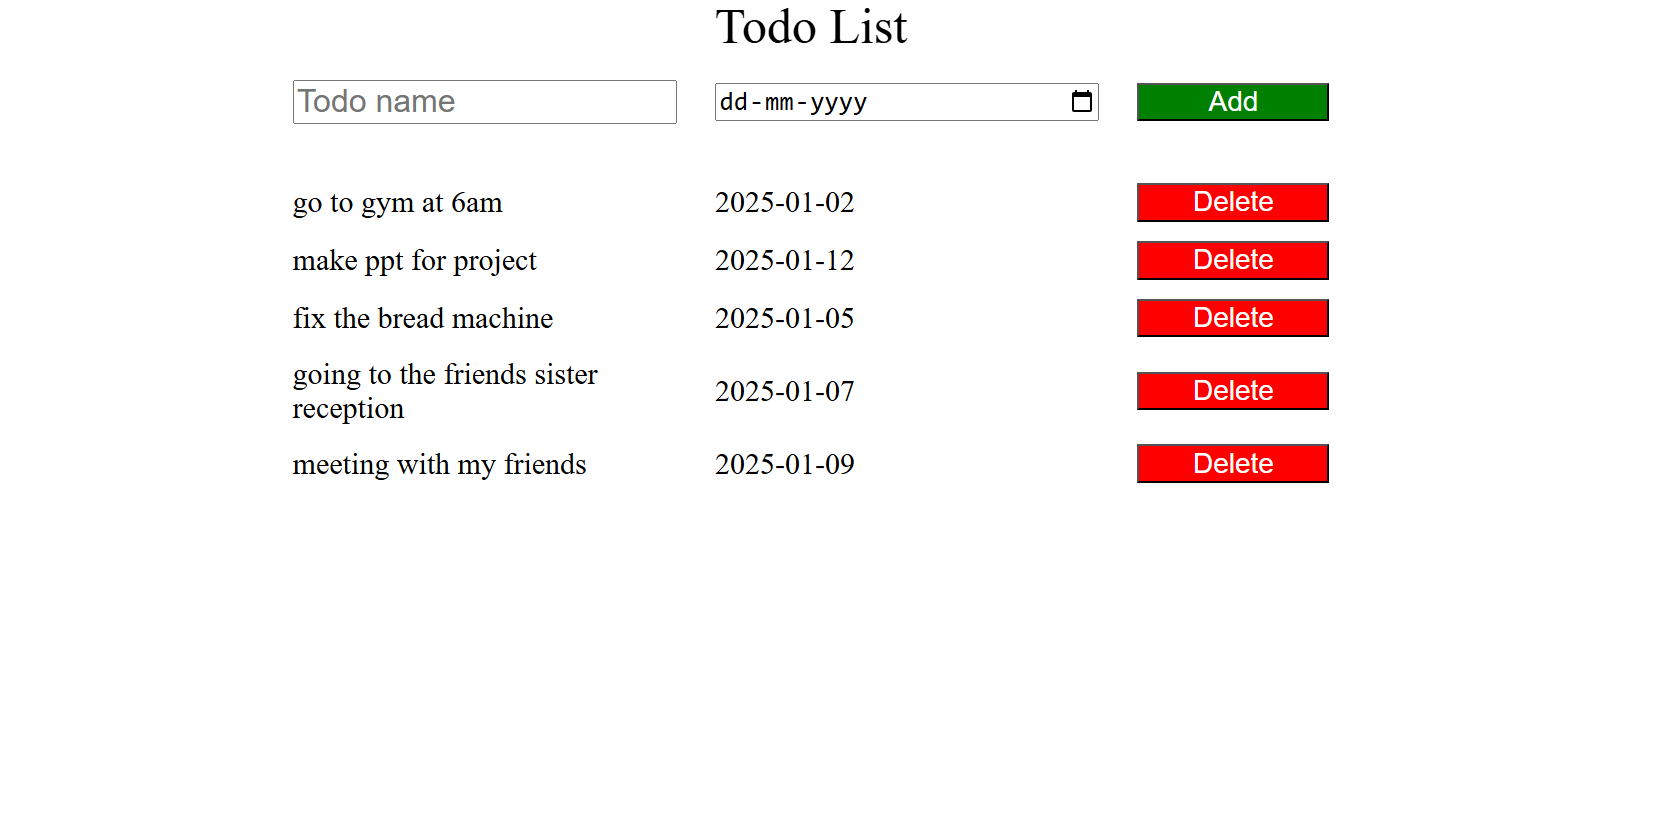 Todo List
Todo name
dd-mm-yyyy
Add
go to gym at 6am
2025-01-02
Delete
make ppt for project
2025-01-12
Delete
fix the bread machine
2025-01-05
Delete
going to the friends sister
reception
2025-01-07
Delete
meeting with my friends
2025-01-09
Delete